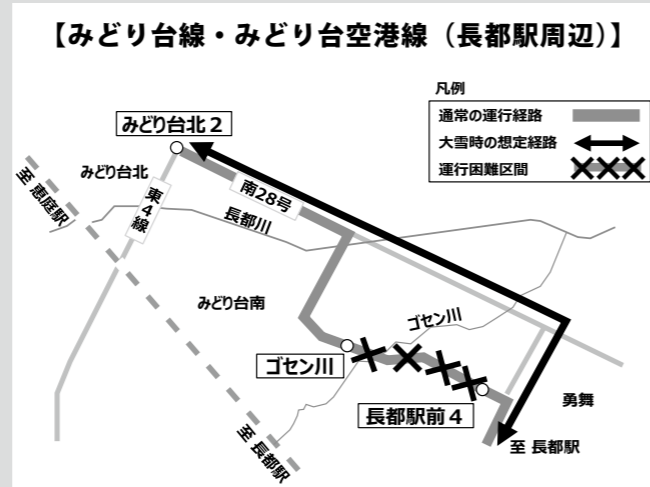 【みどり台線・みどり台空港線（長都駅周辺）】
凡例
通常の運行経路
大雪時の想定経路
運行困難区間
みどり台北２
みどり台北
至 恵庭駅
東４線
南28号
長都川
みどり台南
ゴセン川
ゴセン川
長都駅前４
勇舞
至 長都駅
至 長都駅